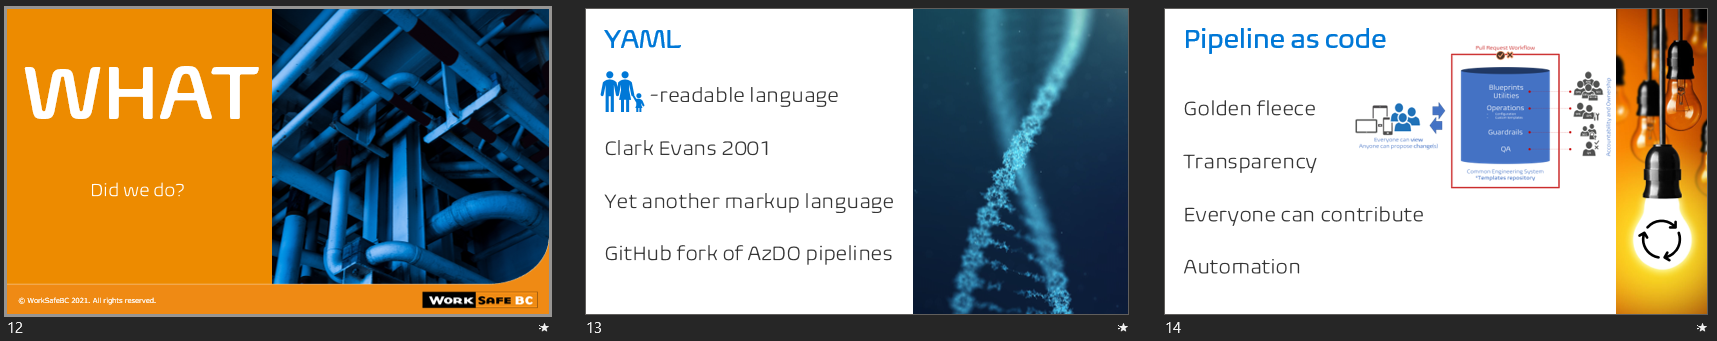 WHAT
Did we do?
© WorkSafeBC 2021. All rights reserved.
WORK SAFE BC
12
YAML
-readable language
Clark Evans 2001
Yet another markup language
GitHub fork of AzDO pipelines
13
Pipeline as code
Golden fleece
Transparency
Everyone can contribute
Automation
Pull Request Workflow
Blueprints
Utilities
Operations
Guardrails
QA
Common Engineering System
*Templates repository
Everyone can view
Anyone can propose changes!
Accountability and Ownership
14